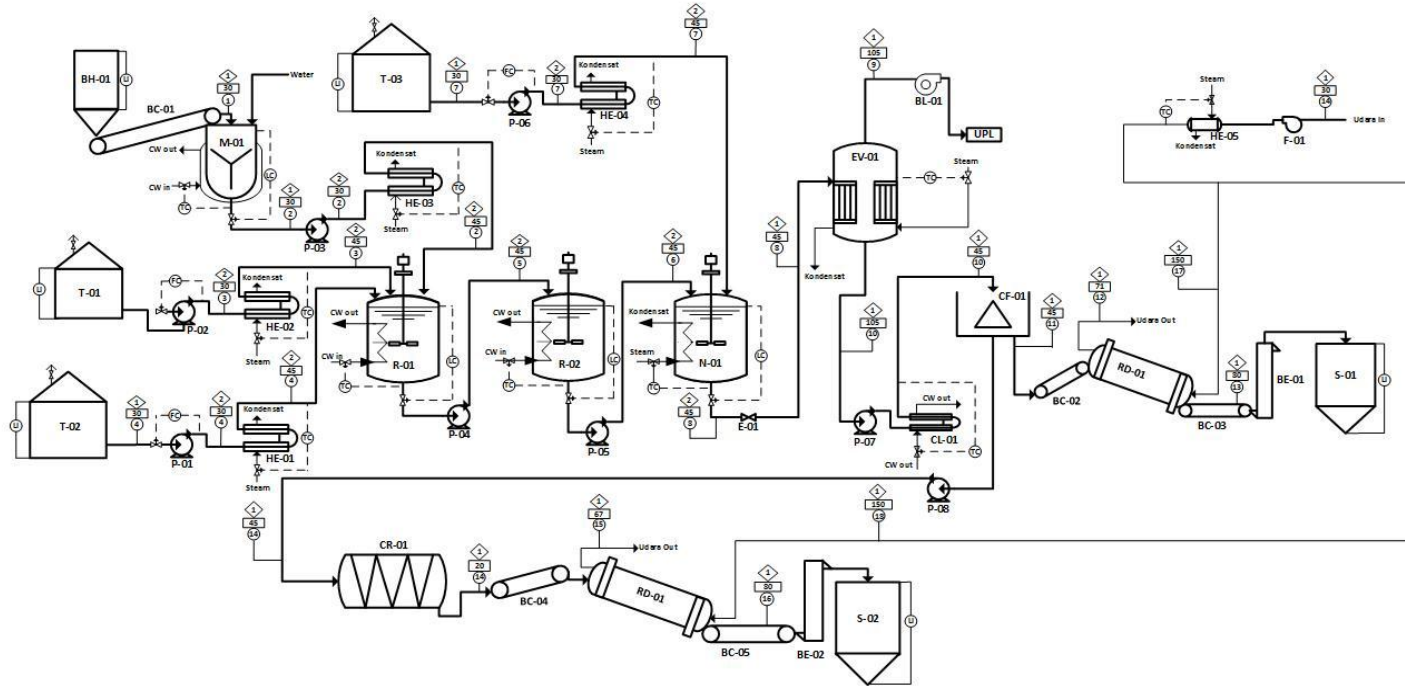 BH-01
LI
BC-01
1
30
1
Water
M-01
CW out
CW in
TC
LC
1
30
2
P-03
2
30
2
Kondensat
HE-03
TC
Steam
2
45
2
T-03
LI
1
30
7
FC
P-06
2
30
7
Kondensat
HE-04
TC
Steam
2
45
7
T-01
LI
FC
P-02
2
30
3
Kondensat
HE-02
TC
Steam
2
45
3
T-02
LI
1
30
4
FC
P-01
2
30
4
Kondensat
HE-01
TC
Steam
2
45
4
CW out
CW in
R-01
TC
LC
P-04
2
45
5
CW out
CW in
R-02
TC
LC
P-05
2
45
6
Kondensat
Steam
N-01
TC
LC
2
45
8
E-01
1
45
8
1
105
9
BL-01
UPL
EV-01
TC
Steam
Kondensat
1
105
10
P-07
CW out
CL-01
TC
CW out
1
45
10
CF-01
1
45
11
P-08
BC-02
1
71
12
Udara Out
RD-01
BC-03
1
80
13
BE-01
S-01
LI
1
150
17
Steam
TC
HE-05
Kondensat
F-01
1
30
14
Udara in
1
45
14
CR-01
1
20
14
BC-04
1
67
15
Udara Out
RD-01
BC-05
1
80
16
BE-02
S-02
LI
1
150
18